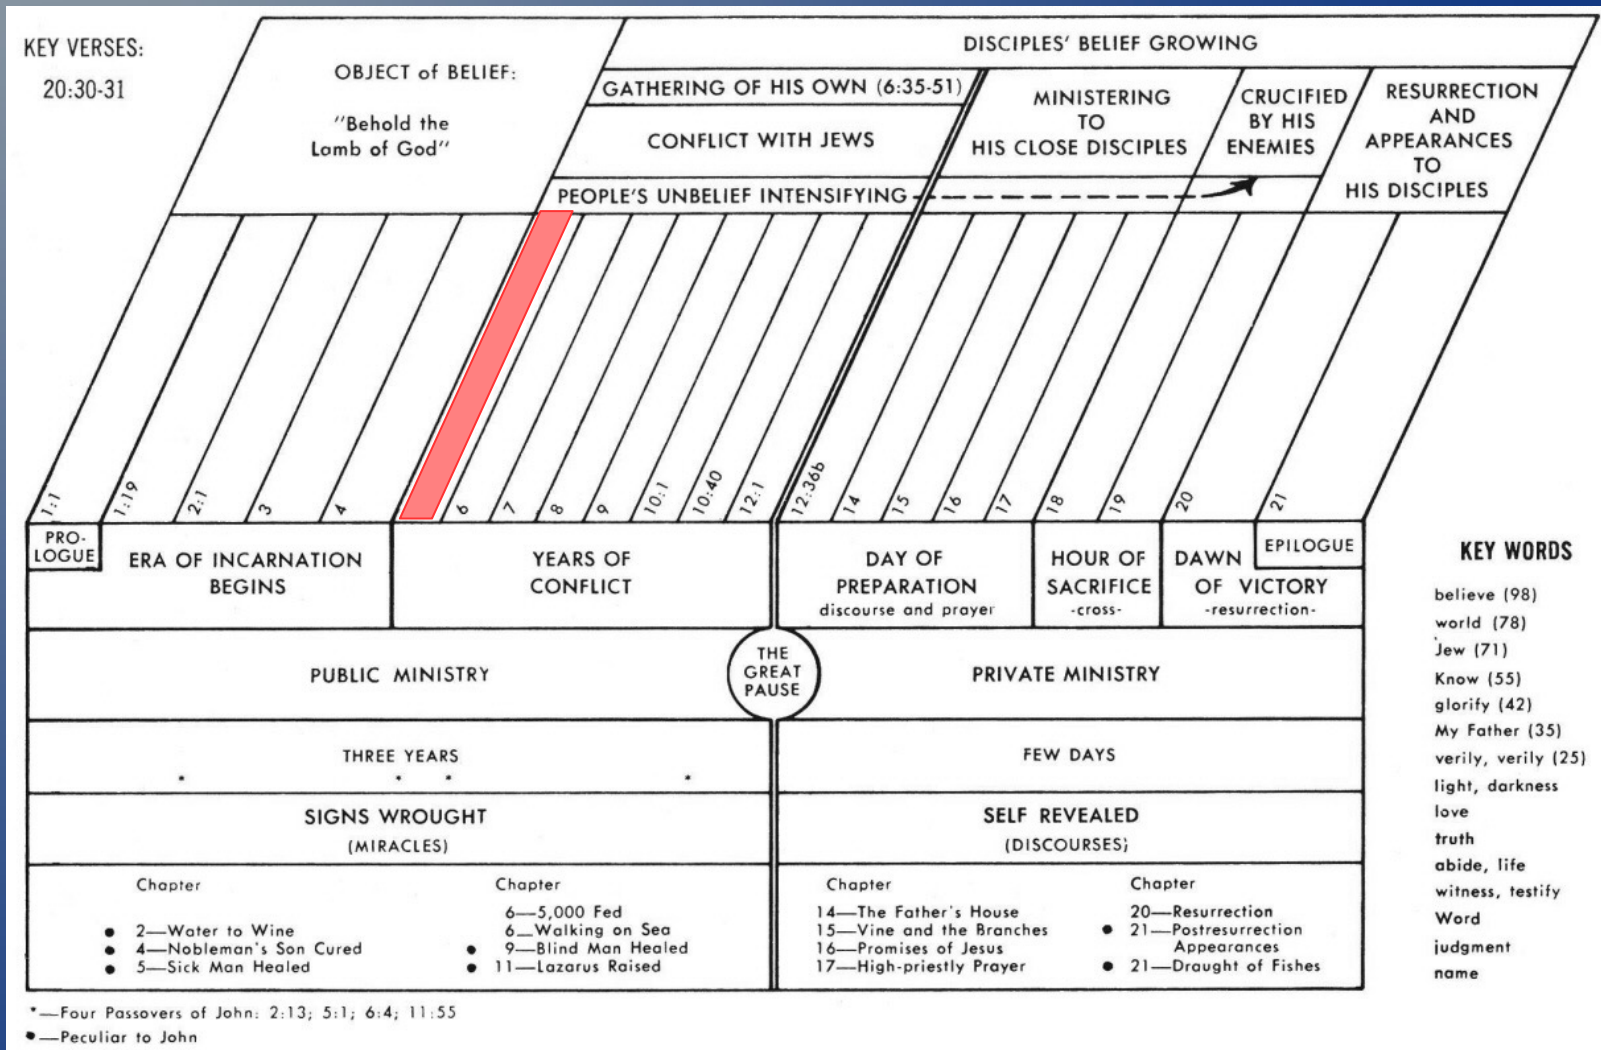 KEY VERSES:
20:30-31
OBJECT of BELIEF:
"Behold the
Lamb of God"
DISCIPLES' BELIEF GROWING
GATHERING OF HIS OWN (6:35-51)
CONFLICT WITH JEWS
PEOPLE'S UNBELIEF INTENSIFYING
MINISTERING
TO
HIS CLOSE DISCIPLES
CRUCIFIED
BY HIS
ENEMIES
RESURRECTION
AND
APPEARANCES
TO
HIS DISCIPLES
1:1
1:19
2:1
3
4
6
7
8
9
10:1
10:40
12:1
12:36b
14
15
16
17
18
19
20
21
PRO-
LOGUE
ERA OF INCARNATION
BEGINS
YEARS OF
CONFLICT
DAY OF
PREPARATION
discourse and prayer
HOUR OF
SACRIFICE
-cross-
DAWN
OF VICTORY
-resurrection-
EPILOGUE
PUBLIC MINISTRY
THE
GREAT
PAUSE
PRIVATE MINISTRY
THREE YEARS
FEW DAYS
SIGNS WROUGHT
(MIRACLES)
SELF REVEALED
(DISCOURSES)
Chapter
• 2—Water to Wine
• 4—Nobleman's Son Cured
• 5—Sick Man Healed
Chapter
6—5,000 Fed
6—Walking on Sea
• 9—Blind Man Healed
• 11—Lazarus Raised
Chapter
14—The Father's House
15—Vine and the Branches
16—Promises of Jesus
17—High-priestly Prayer
Chapter
20—Resurrection
• 21—Postresurrection
Appearances
• 21—Draught of Fishes
KEY WORDS
believe (98)
world (78)
Jew (71)
Know (55)
glorify (42)
My Father (35)
verily, verily (25)
light, darkness
love
truth
abide, life
witness, testify
Word
judgment
name
*—Four Passovers of John: 2:13; 5:1; 6:4; 11:55
•—Peculiar to John